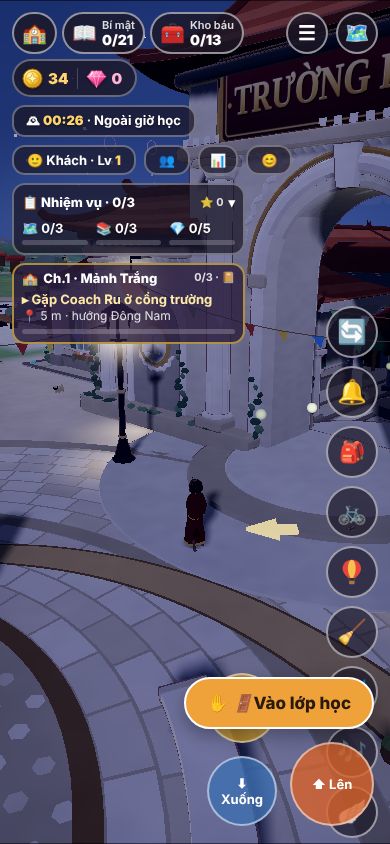 Bí mật
0/21
Kho báu
0/13
34
0
00:26 · Ngoài giờ học
Khách · Lv 1
Nhiệm vụ · 0/3
0 ▾
0/3
0/3
0/5
Ch.1 · Mảnh Trắng
0/3 ·
▸ Gặp Coach Ru ở cổng trường
5 m · hướng Đông Nam
TRƯỜNG
Vào lớp học
⬇
Xuống
⬆ Lên